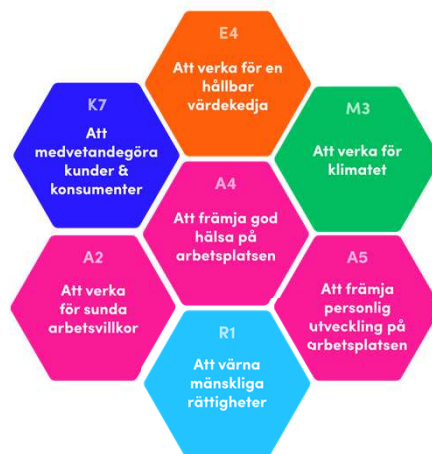 E4
Att verka för en
hållbar
värdekedja
K7
Att
medvetandegöra
kunder &
konsumenter
M3
Att verka för
klimatet
A4
Att främja god
hälsa på
arbetsplatsen
A2
Att verka
för sunda
arbetsvillkor
A5
Att främja
personlig
utveckling på
arbetsplatsen
R1
Att värna
mänskliga
rättigheter